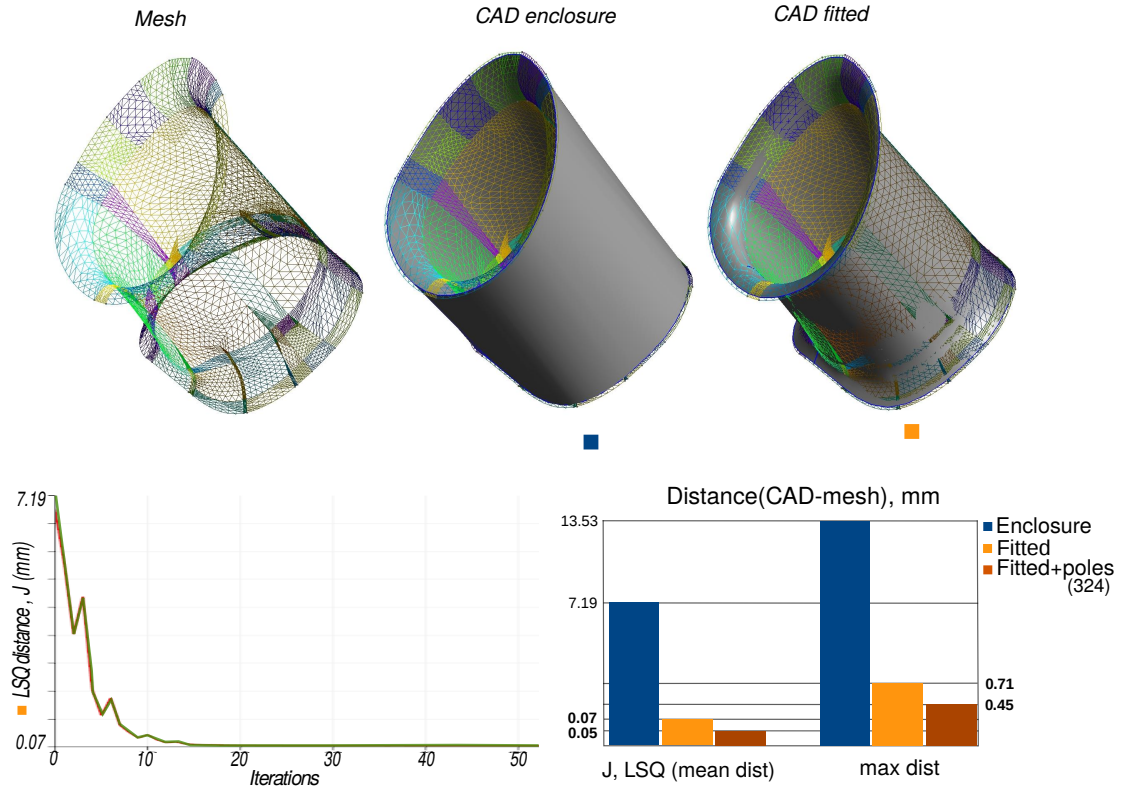 Mesh
CAD enclosure
CAD fitted
7.19
LSQ distance , J (mm)
0.07
0
10
20
30
40
50
Iterations
Distance(CAD-mesh), mm
13.53
7.19
0.07
0.05
0.71
0.45
J, LSQ (mean dist)
max dist
Enclosure
Fitted
Fitted+poles
(324)